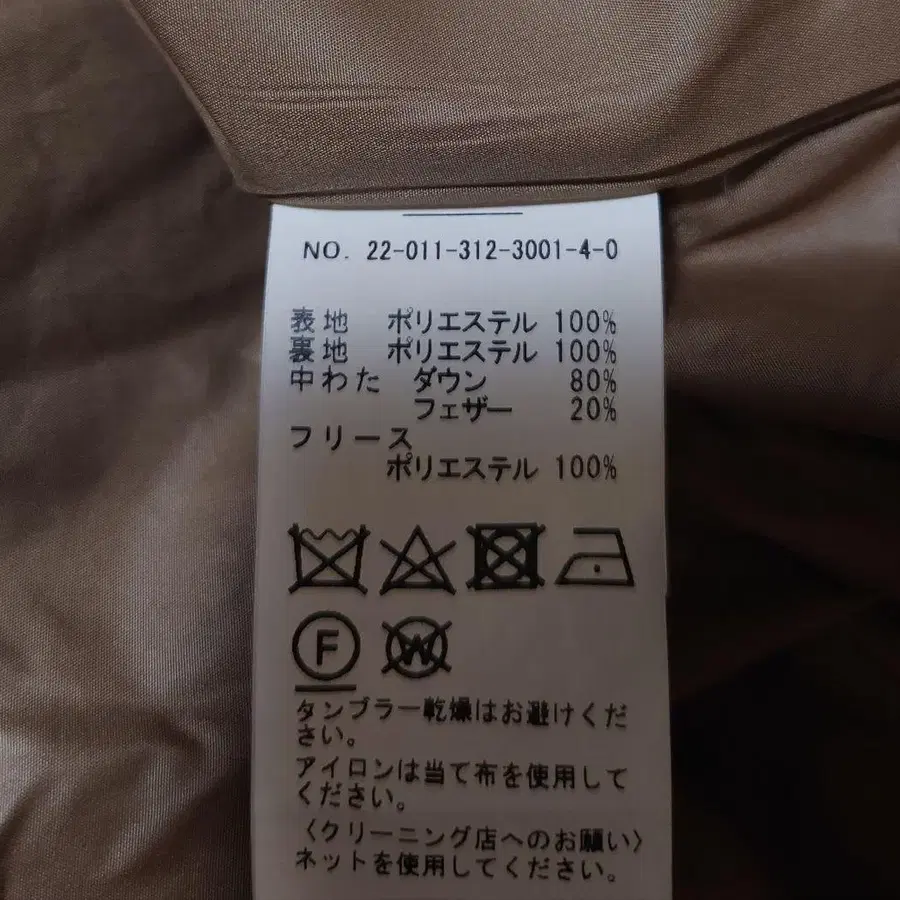 NO. 22-011-312-3001-4-0
表地 ポリエステル 100%
裏地 ポリエステル 100%
中わた ダウン 80%
フェザー 20%
フリース
ポリエステル 100%
F W
タンブラー乾燥はお避けくだ
さい。
アイロンは当て布を使用して
ください。
〈クリーニング店へのお願い〉
ネットを使用してください。